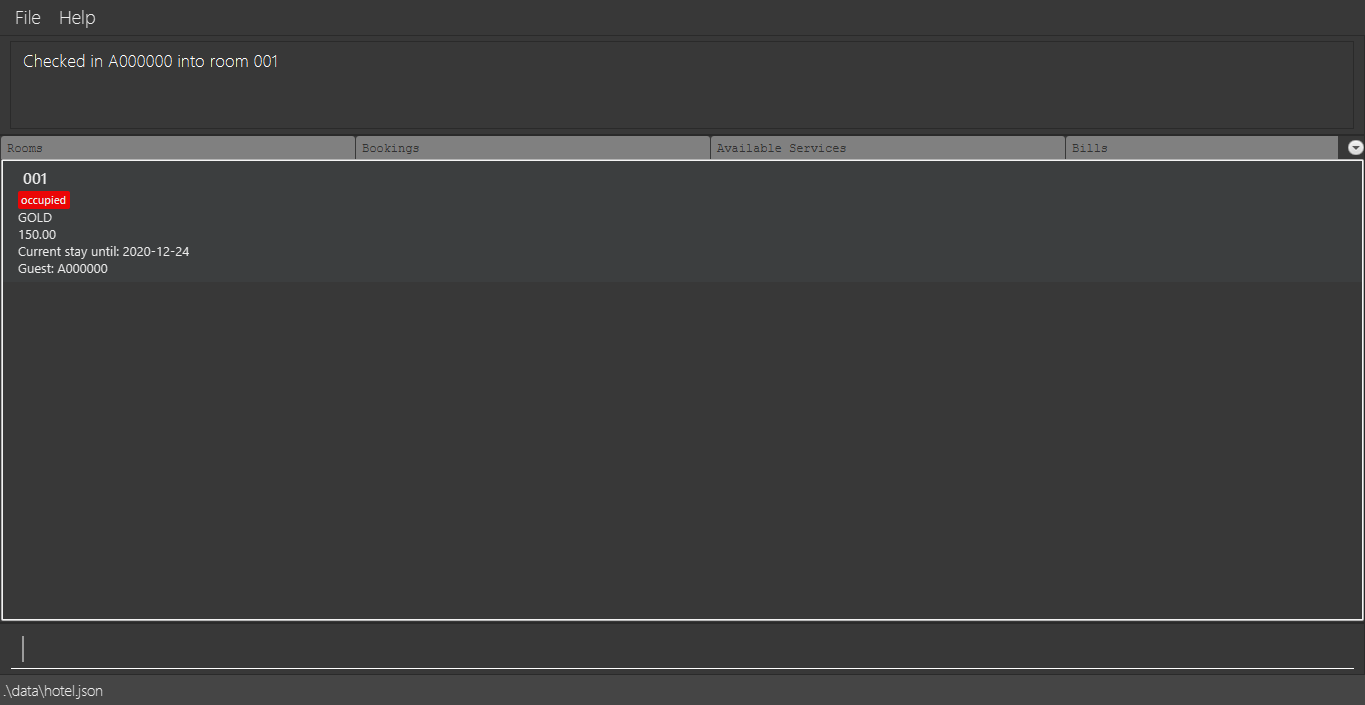 File Help
Checked in A000000 into room 001
Rooms Bookings Available Services Bills
001
occupied
GOLD
150.00
Current stay until: 2020-12-24
Guest: A000000
.\data\hotel.json